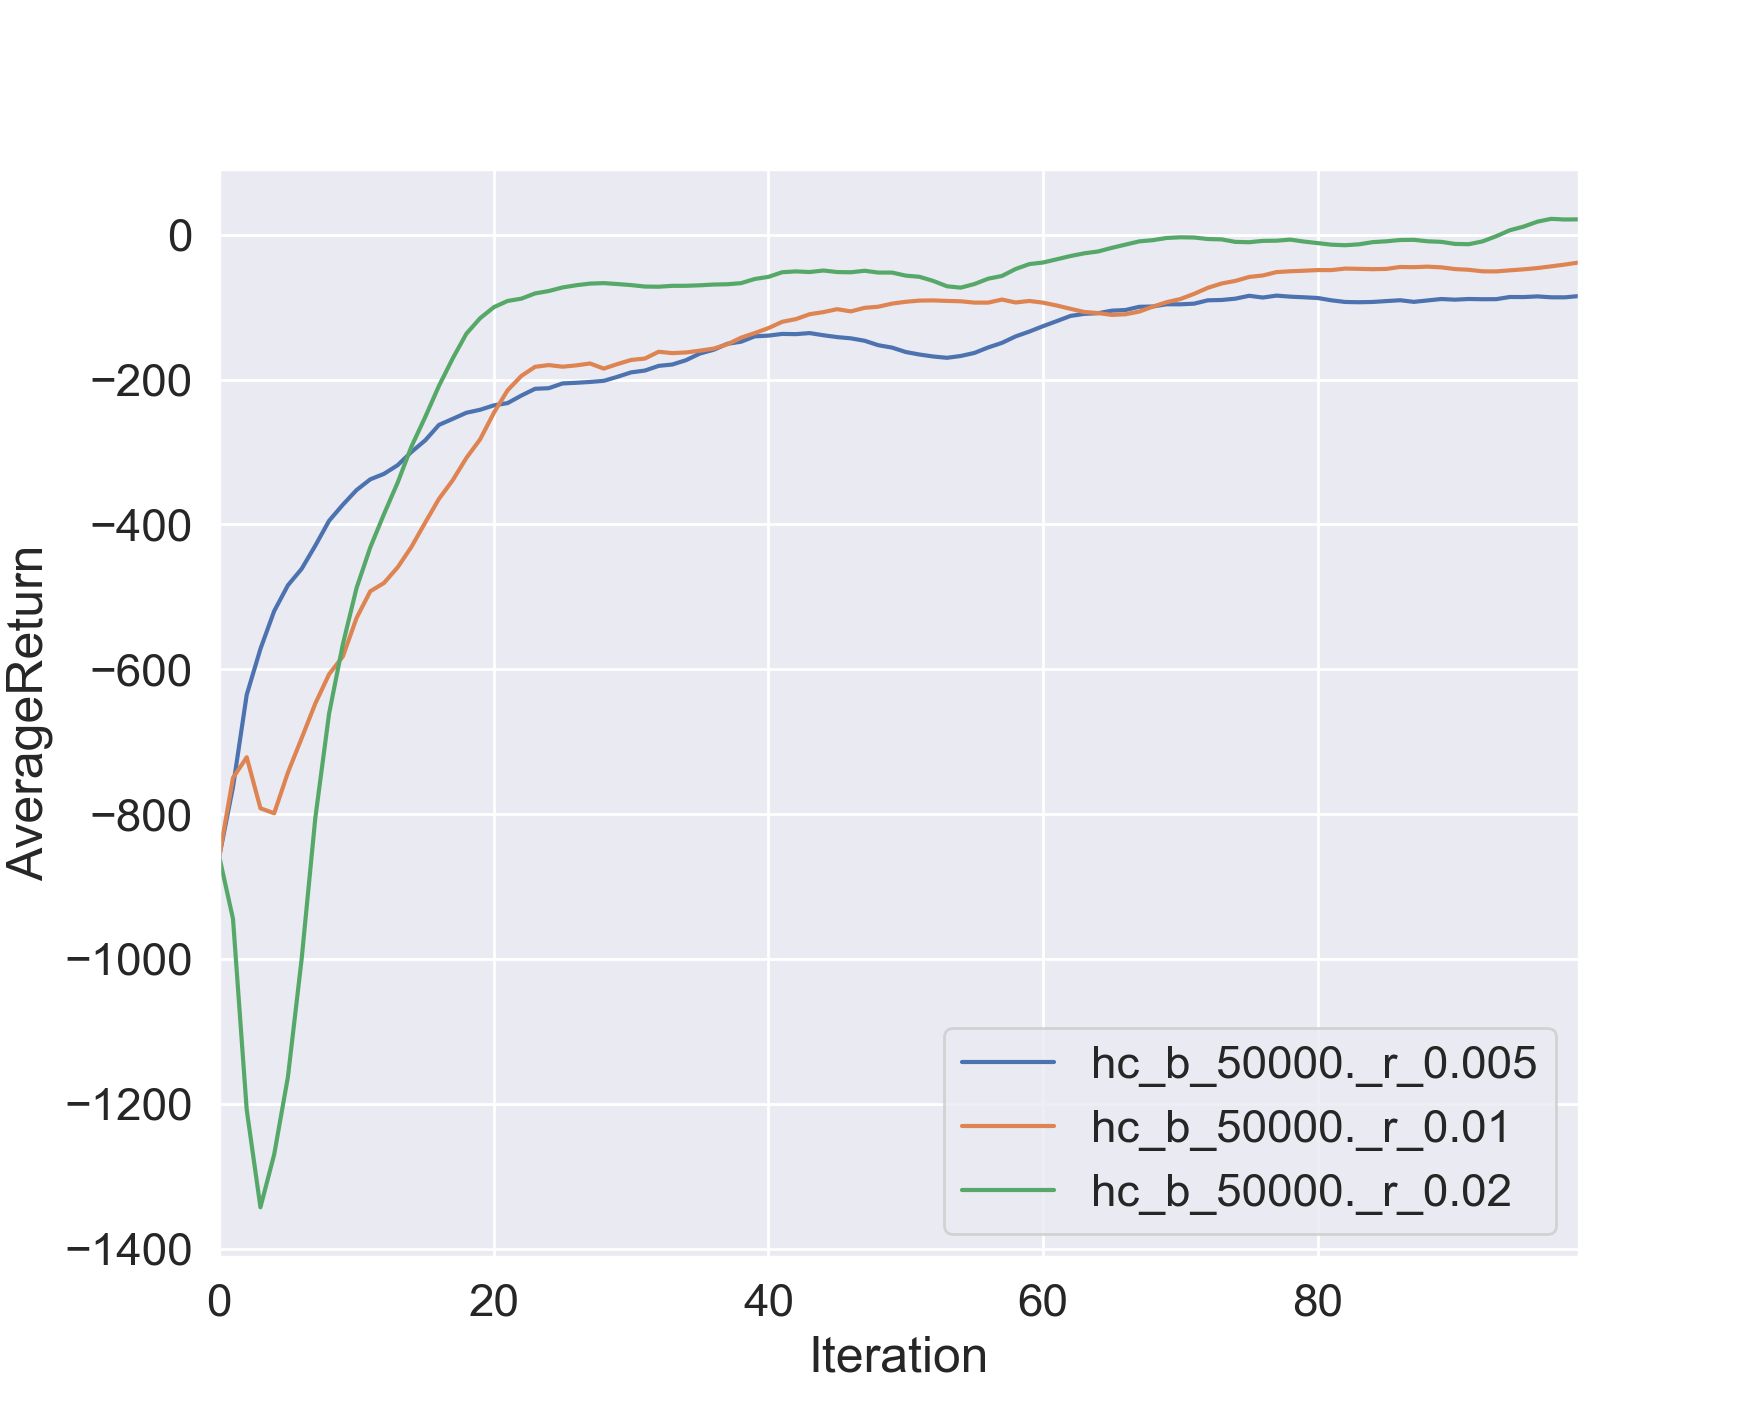 0
−200
−400
−600
−800
−1000
−1200
−1400
AverageReturn
0 20 40 60 80
Iteration
hc_b_50000._r_0.005
hc_b_50000._r_0.01
hc_b_50000._r_0.02